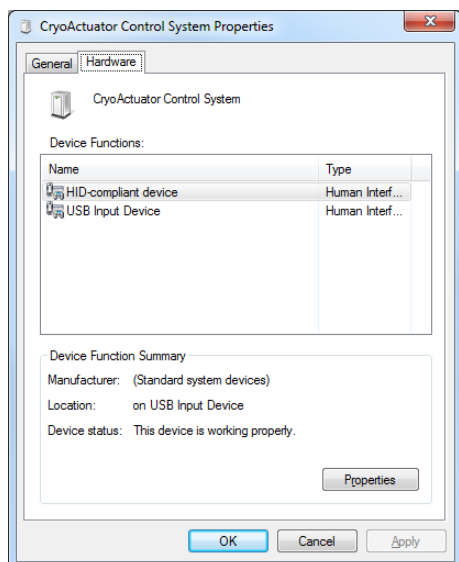 CryoActuator Control System Properties
General Hardware
CryoActuator Control System
Device Functions:
Name Type
HID-compliant device Human Interf...
USB Input Device Human Interf...
Device Function Summary
Manufacturer: (Standard system devices)
Location: on USB Input Device
Device status: This device is working properly.
Properties
OK Cancel Apply